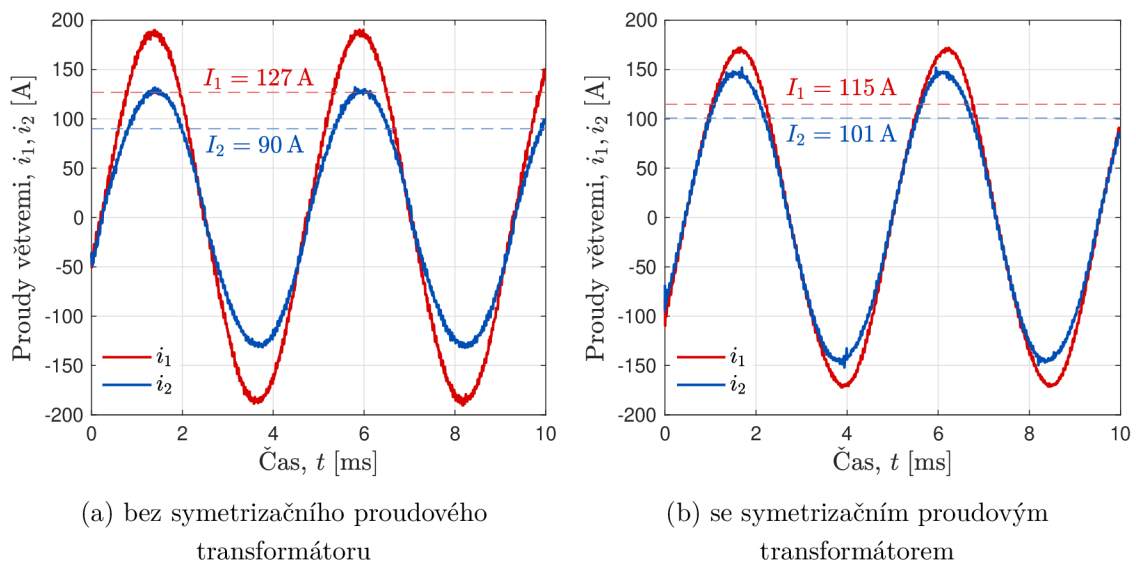 200
150
100
50
0
-50
-100
-150
-200
Proudy větvemi, i₁, i₂ [A]
I₁ = 127 A
I₂ = 90 A
i₁
i₂
0 2 4 6 8 10
Čas, t [ms]
(a) bez symetrizačního proudového
transformátoru
200
150
100
50
0
-50
-100
-150
-200
Proudy větvemi, i₁, i₂ [A]
I₁ = 115 A
I₂ = 101 A
i₁
i₂
0 2 4 6 8 10
Čas, t [ms]
(b) se symetrizačním proudovým
transformátorem